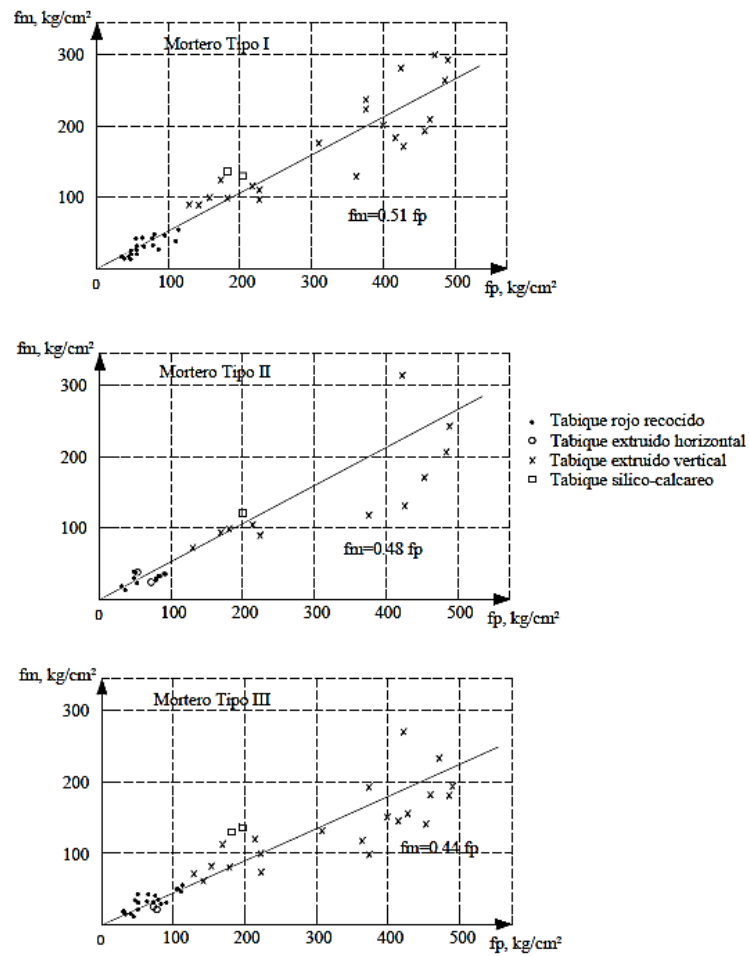 fm, kg/cm²
Mortero Tipo I
300
200
100
fm=0.51 fp
0 100 200 300 400 500
fp, kg/cm²
fm, kg/cm²
Mortero Tipo II
300
200
100
fm=0.48 fp
0 100 200 300 400 500
fp, kg/cm²
Tabique rojo recocido
Tabique extruido horizontal
Tabique extruido vertical
Tabique silico-calcareo
fm, kg/cm²
Mortero Tipo III
300
200
100
fm=0.44 fp
0 100 200 300 400 500
fp, kg/cm²